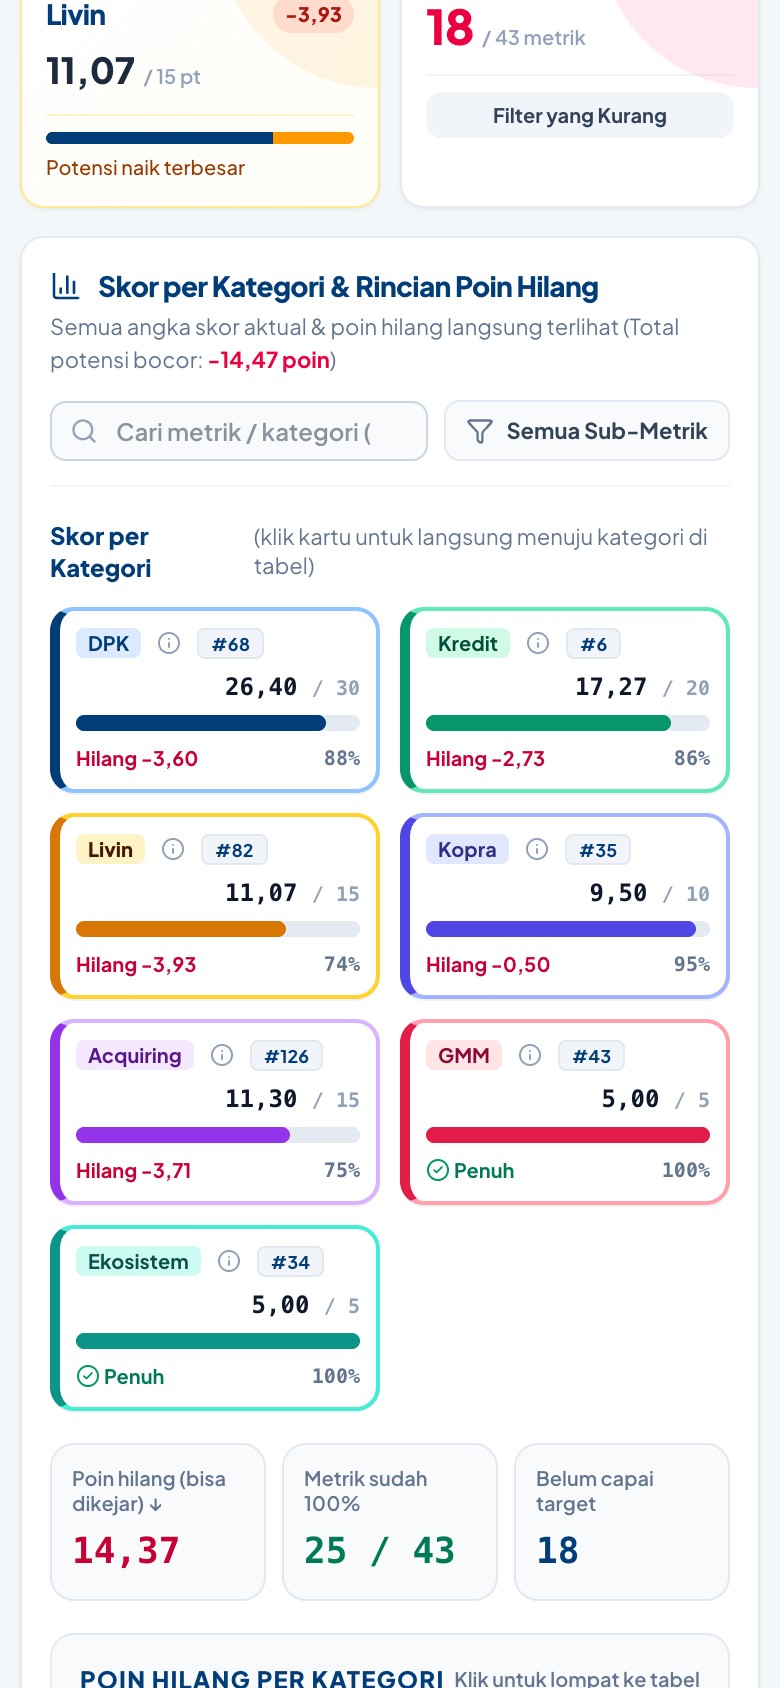 Livin
-3,93
11,07 / 15 pt
Potensi naik terbesar
18 / 43 metrik
Filter yang Kurang
Skor per Kategori & Rincian Poin Hilang
Semua angka skor aktual & poin hilang langsung terlihat (Total
potensi bocor: -14,47 poin)
Cari metrik / kategori (
Semua Sub-Metrik
Skor per
Kategori
(klik kartu untuk langsung menuju kategori di
tabel)
DPK #68
26,40 / 30
Hilang -3,60 88%
Kredit #6
17,27 / 20
Hilang -2,73 86%
Livin #82
11,07 / 15
Hilang -3,93 74%
Kopra #35
9,50 / 10
Hilang -0,50 95%
Acquiring #126
11,30 / 15
Hilang -3,71 75%
GMM #43
5,00 / 5
Penuh 100%
Ekosistem #34
5,00 / 5
Penuh 100%
Poin hilang (bisa
dikejar) ↓
14,37
Metrik sudah
100%
25 / 43
Belum capai
target
18
POIN HILANG PER KATEGORI Klik untuk lompat ke tabel